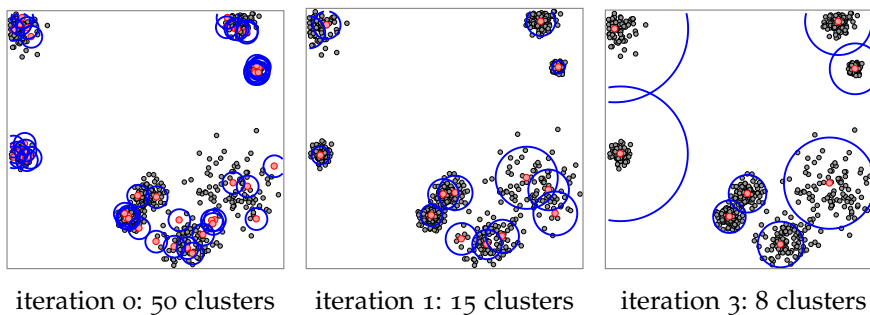 iteration 0: 50 clusters
iteration 1: 15 clusters
iteration 3: 8 clusters